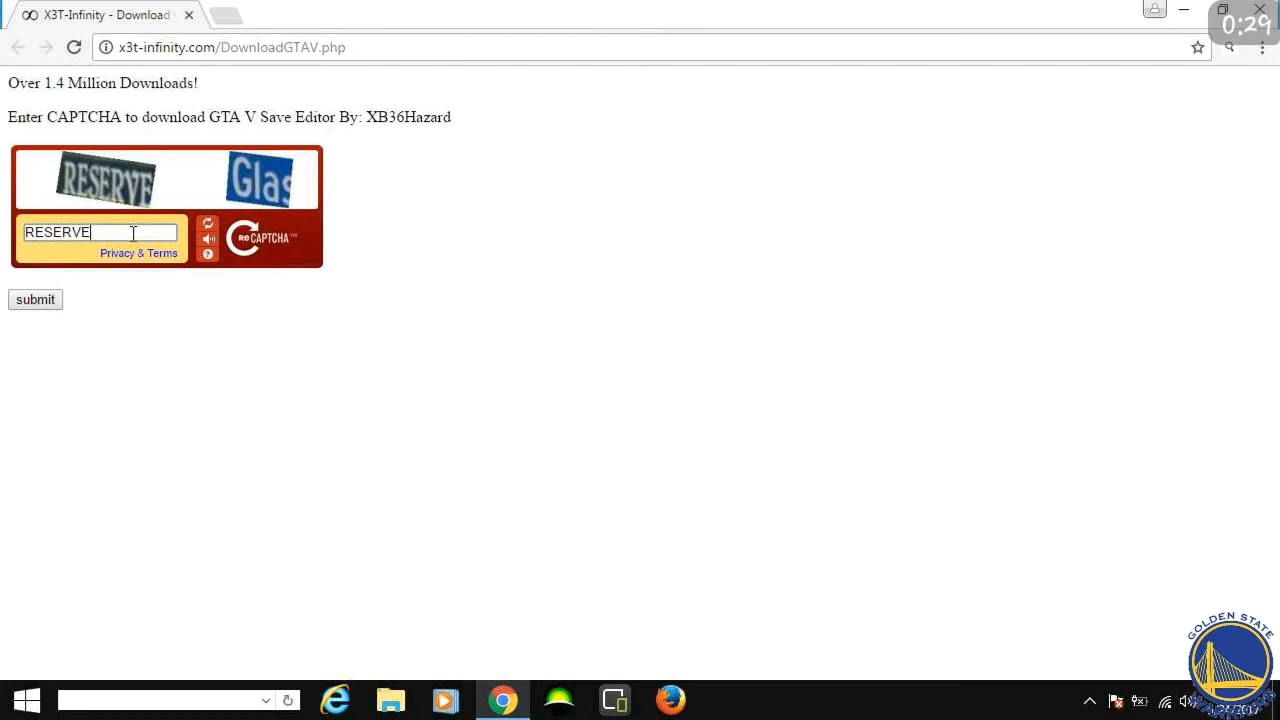 X3T-Infinity - Download
0:29
x3t-infinity.com/DownloadGTAV.php
Over 1.4 Million Downloads!
Enter CAPTCHA to download GTA V Save Editor By: XB36Hazard
RESERVE Glas
RESERVE
Privacy & Terms
reCAPTCHA™
submit
GOLDEN STATE